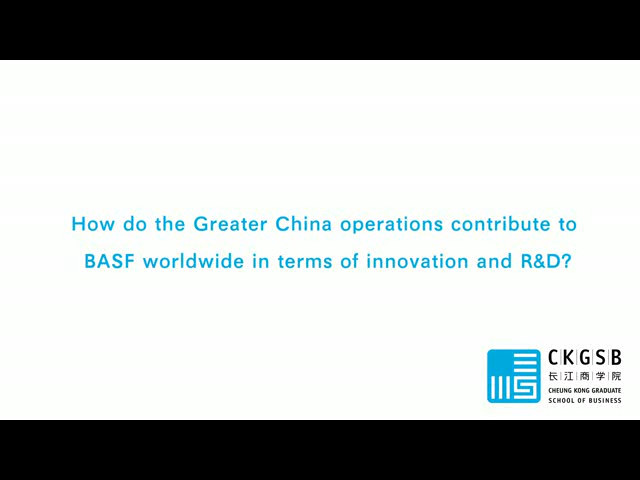 How do the Greater China operations contribute to
BASF worldwide in terms of innovation and R&D?
CKGSB
长江商学院
CHEUNG KONG GRADUATE
SCHOOL OF BUSINESS